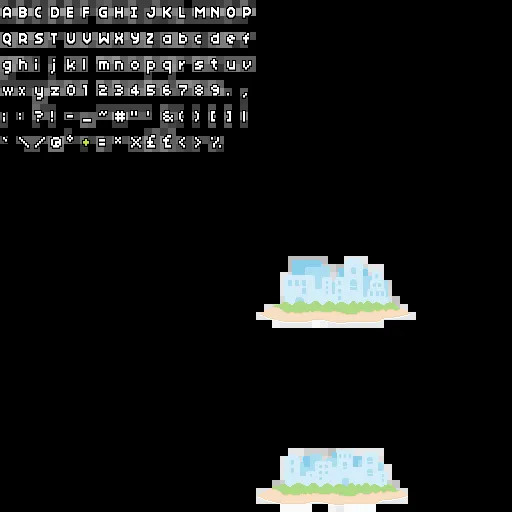 ABCDEFGHIJKLMNOP
QRSTUVWXYZabcdef
ghijklmnopqrstuv
wxyz0123456789.,
;:?!-_~#"'&()[]|
`\/@°+=*x£₤<>%